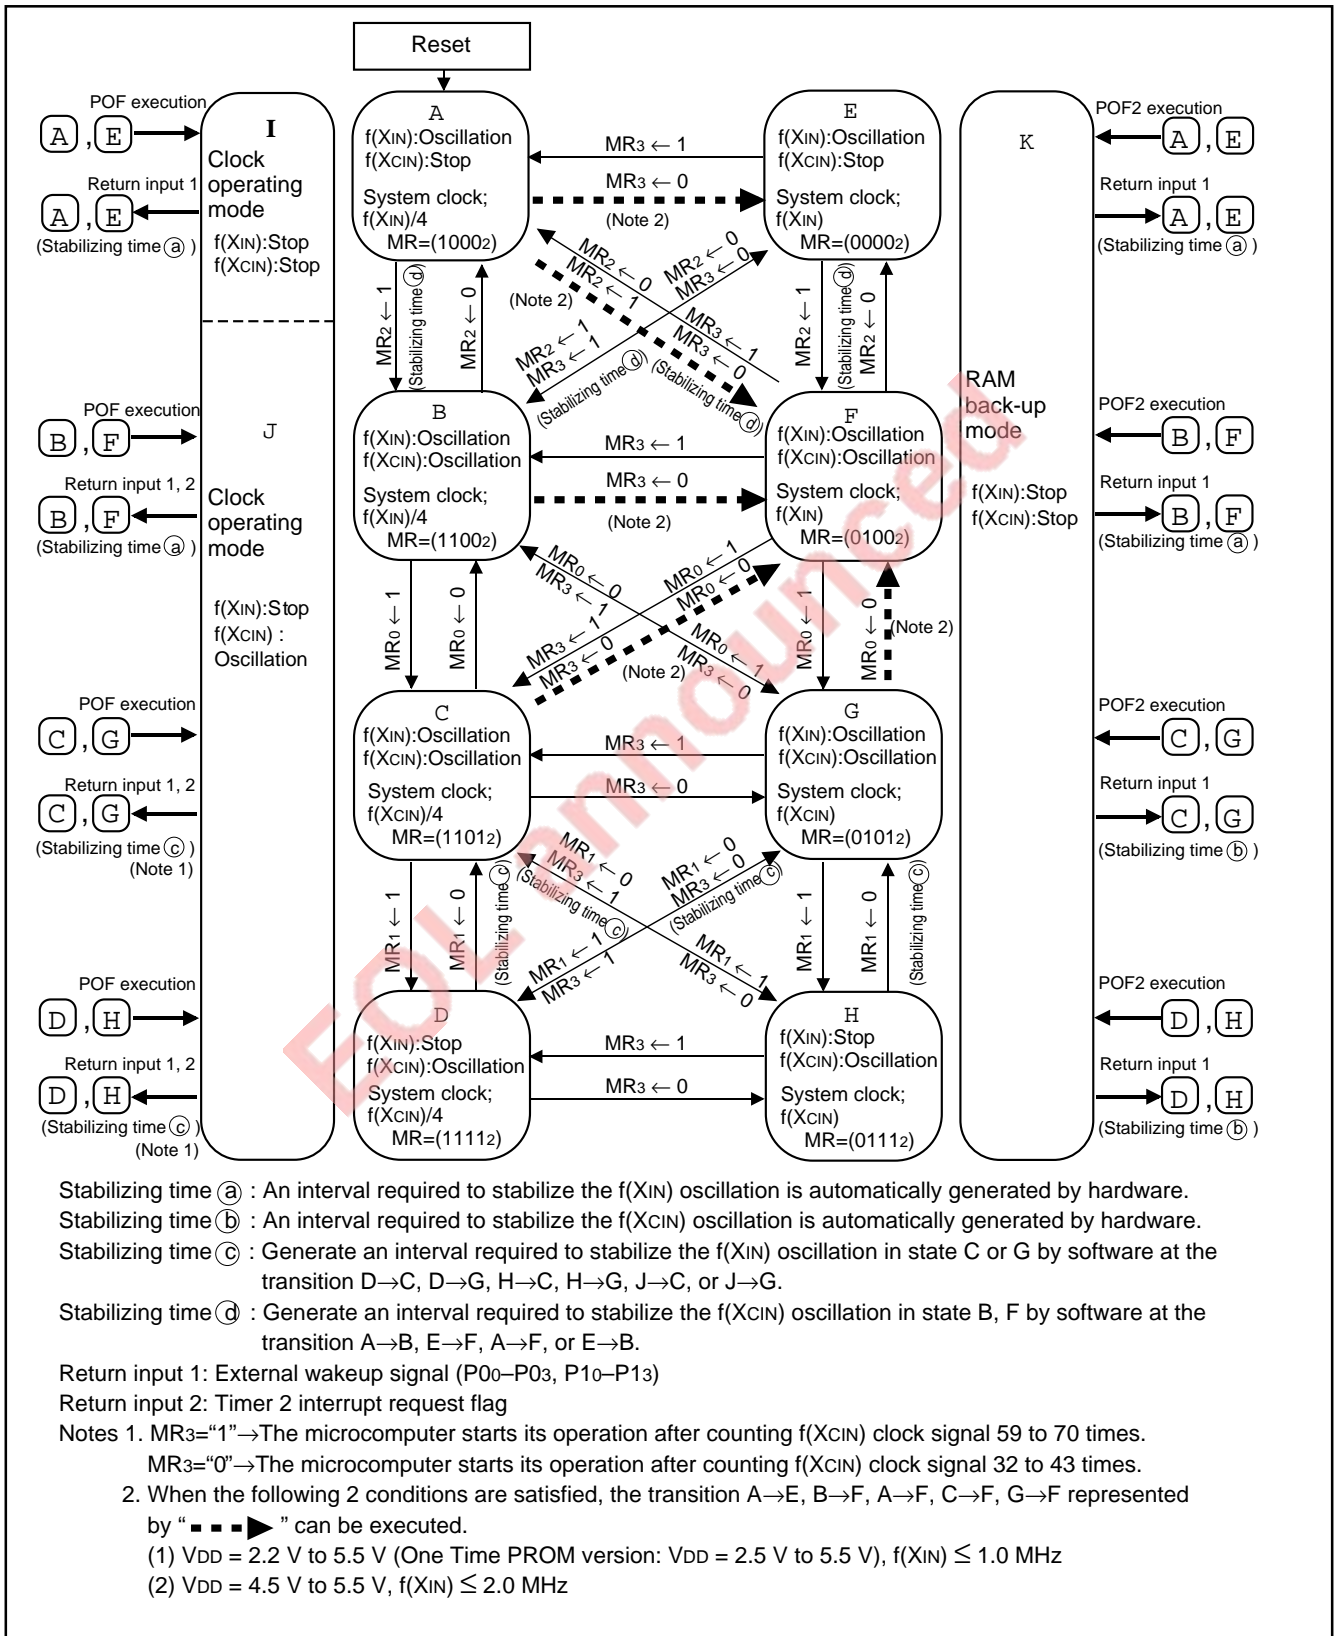 Reset
POF execution
A , E
Return input 1
A , E
(Stabilizing time ⓐ )
POF execution
B , F
Return input 1, 2
B , F
(Stabilizing time ⓐ )
POF execution
C , G
Return input 1, 2
C , G
(Stabilizing time ⓒ )
(Note 1)
POF execution
D , H
Return input 1, 2
D , H
(Stabilizing time ⓒ )
(Note 1)
I
Clock
operating
mode
f(XIN):Stop
f(XCIN):Stop
J
Clock
operating
mode
f(XIN):Stop
f(XCIN) :
Oscillation
A
f(XIN):Oscillation
f(XCIN):Stop
System clock;
f(XIN)/4
MR=(10002)
MR3 ← 1
MR3 ← 0
(Note 2)
E
f(XIN):Oscillation
f(XCIN):Stop
System clock;
f(XIN)
MR=(00002)
MR2 ← 1
(Stabilizing time ⓓ)
MR2 ← 0
(Note 2)
MR2 ← 0
MR2 ← 1
MR3 ← 1
MR3 ← 0
(Stabilizing time ⓓ)
MR2 ← 0
MR3 ← 0
MR2 ← 1
MR3 ← 1
(Stabilizing time ⓓ)
MR2 ← 1
(Stabilizing time ⓓ)
MR2 ← 0
B
f(XIN):Oscillation
f(XCIN):Oscillation
System clock;
f(XIN)/4
MR=(11002)
MR3 ← 1
MR3 ← 0
(Note 2)
F
f(XIN):Oscillation
f(XCIN):Oscillation
System clock;
f(XIN)
MR=(01002)
MR0 ← 1
MR0 ← 0
MR0 ← 0
MR3 ← 1
MR0 ← 1
MR3 ← 0
MR0 ← 1
MR0 ← 0
MR3 ← 1
MR3 ← 0
(Note 2)
MR0 ← 1
MR0 ← 0
(Note 2)
C
f(XIN):Oscillation
f(XCIN):Oscillation
System clock;
f(XCIN)/4
MR=(11012)
MR3 ← 1
MR3 ← 0
G
f(XIN):Oscillation
f(XCIN):Oscillation
System clock;
f(XCIN)
MR=(01012)
MR1 ← 1
MR1 ← 0
(Stabilizing time ⓒ)
MR1 ← 0
MR3 ← 1
(Stabilizing time ⓒ)
MR1 ← 1
MR3 ← 0
MR1 ← 0
MR3 ← 0
(Stabilizing time ⓒ)
MR1 ← 1
MR3 ← 1
MR1 ← 1
MR1 ← 0
(Stabilizing time ⓒ)
D
f(XIN):Stop
f(XCIN):Oscillation
System clock;
f(XCIN)/4
MR=(11112)
MR3 ← 1
MR3 ← 0
H
f(XIN):Stop
f(XCIN):Oscillation
System clock;
f(XCIN)
MR=(01112)
K
RAM
back-up
mode
f(XIN):Stop
f(XCIN):Stop
POF2 execution
A , E
Return input 1
A , E
(Stabilizing time ⓐ )
POF2 execution
B , F
Return input 1
B , F
(Stabilizing time ⓐ )
POF2 execution
C , G
Return input 1
C , G
(Stabilizing time ⓑ )
POF2 execution
D , H
Return input 1
D , H
(Stabilizing time ⓑ )
EOL announced
Stabilizing time ⓐ : An interval required to stabilize the f(XIN) oscillation is automatically generated by hardware.
Stabilizing time ⓑ : An interval required to stabilize the f(XCIN) oscillation is automatically generated by hardware.
Stabilizing time ⓒ : Generate an interval required to stabilize the f(XIN) oscillation in state C or G by software at the
transition D→C, D→G, H→C, H→G, J→C, or J→G.
Stabilizing time ⓓ : Generate an interval required to stabilize the f(XCIN) oscillation in state B, F by software at the
transition A→B, E→F, A→F, or E→B.
Return input 1: External wakeup signal (P00–P03, P10–P13)
Return input 2: Timer 2 interrupt request flag
Notes 1. MR3=“1”→The microcomputer starts its operation after counting f(XCIN) clock signal 59 to 70 times.
MR3=“0”→The microcomputer starts its operation after counting f(XCIN) clock signal 32 to 43 times.
2. When the following 2 conditions are satisfied, the transition A→E, B→F, A→F, C→F, G→F represented
by “ ” can be executed.
(1) VDD = 2.2 V to 5.5 V (One Time PROM version: VDD = 2.5 V to 5.5 V), f(XIN) ≤ 1.0 MHz
(2) VDD = 4.5 V to 5.5 V, f(XIN) ≤ 2.0 MHz